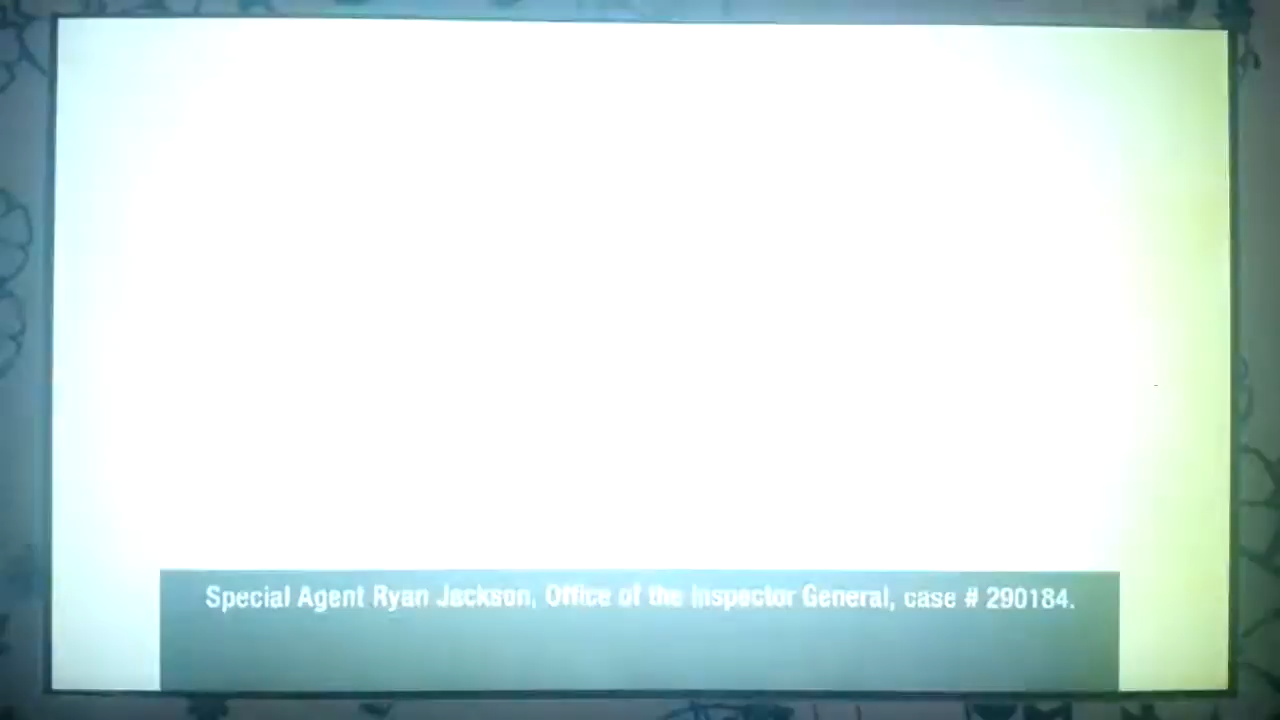 Special Agent Ryan Jackson, Office of the Inspector General, case # 290184.